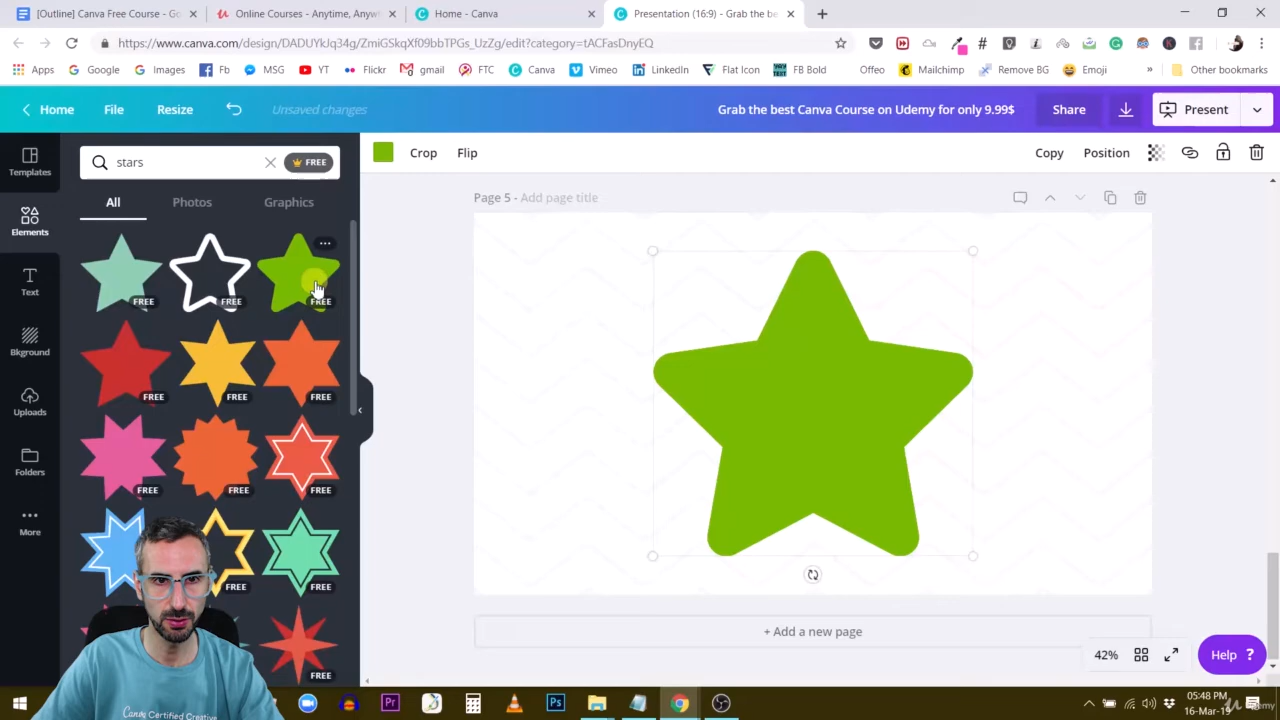 Canva Free Course - Go
Online Courses - Anytime, Anyw
Home - Canva
Presentation (16:9) - Grab the be
https://www.canva.com/design/DADUYkJq34g/ZmiGSkqXf09bbTPGs_UzZg/edit?category=tACFasDnyEQ
Apps
Google
Images
Fb
MSG
YT
Flickr
gmail
FTC
Canva
Vimeo
LinkedIn
Flat Icon
FB Bold
Offeo
Mailchimp
Remove BG
Emoji
»
Other bookmarks
Home
File
Resize
Unsaved changes
Grab the best Canva Course on Udemy for only 9.99$
Share
Present
Templates
Elements
Text
Bkground
Uploads
Folders
More
stars
FREE
All
Photos
Graphics
FREE
FREE
FREE
FREE
FREE
FREE
FREE
FREE
FREE
FREE
FREE
FREE
Crop
Flip
Copy
Position
Page 5 - Add page title
+ Add a new page
42%
Help ?
Canva Certified Creative
05:48 PM
16-Mar-19
Udemy